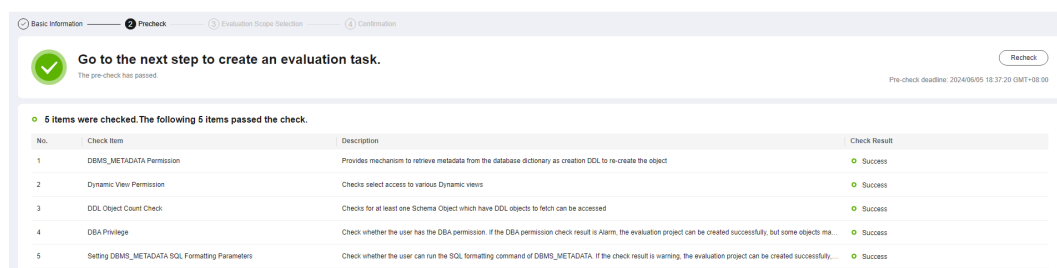 Basic Information 2 Precheck 3 Evaluation Scope Selection 4 Confirmation
Go to the next step to create an evaluation task.
Recheck
The pre-check has passed.
Pre-check deadline: 2024/06/05 18:37:20 GMT+08:00
5 items were checked.The following 5 items passed the check.
No. Check Item Description Check Result
1 DBMS_METADATA Permission Provides mechanism to retrieve metadata from the database dictionary as creation DDL to re-create the object Success
2 Dynamic View Permission Checks select access to various Dynamic views Success
3 DDL Object Count Check Checks for at least one Schema Object which have DDL objects to fetch can be accessed Success
4 DBA Privilege Check whether the user has the DBA permission. If the DBA permission check result is Alarm, the evaluation project can be created successfully, but some objects ma... Success
5 Setting DBMS_METADATA SQL Formatting Parameters Check whether the user can run the SQL formatting command of DBMS_METADATA. If the check result is warning, the evaluation project can be created successfully,... Success